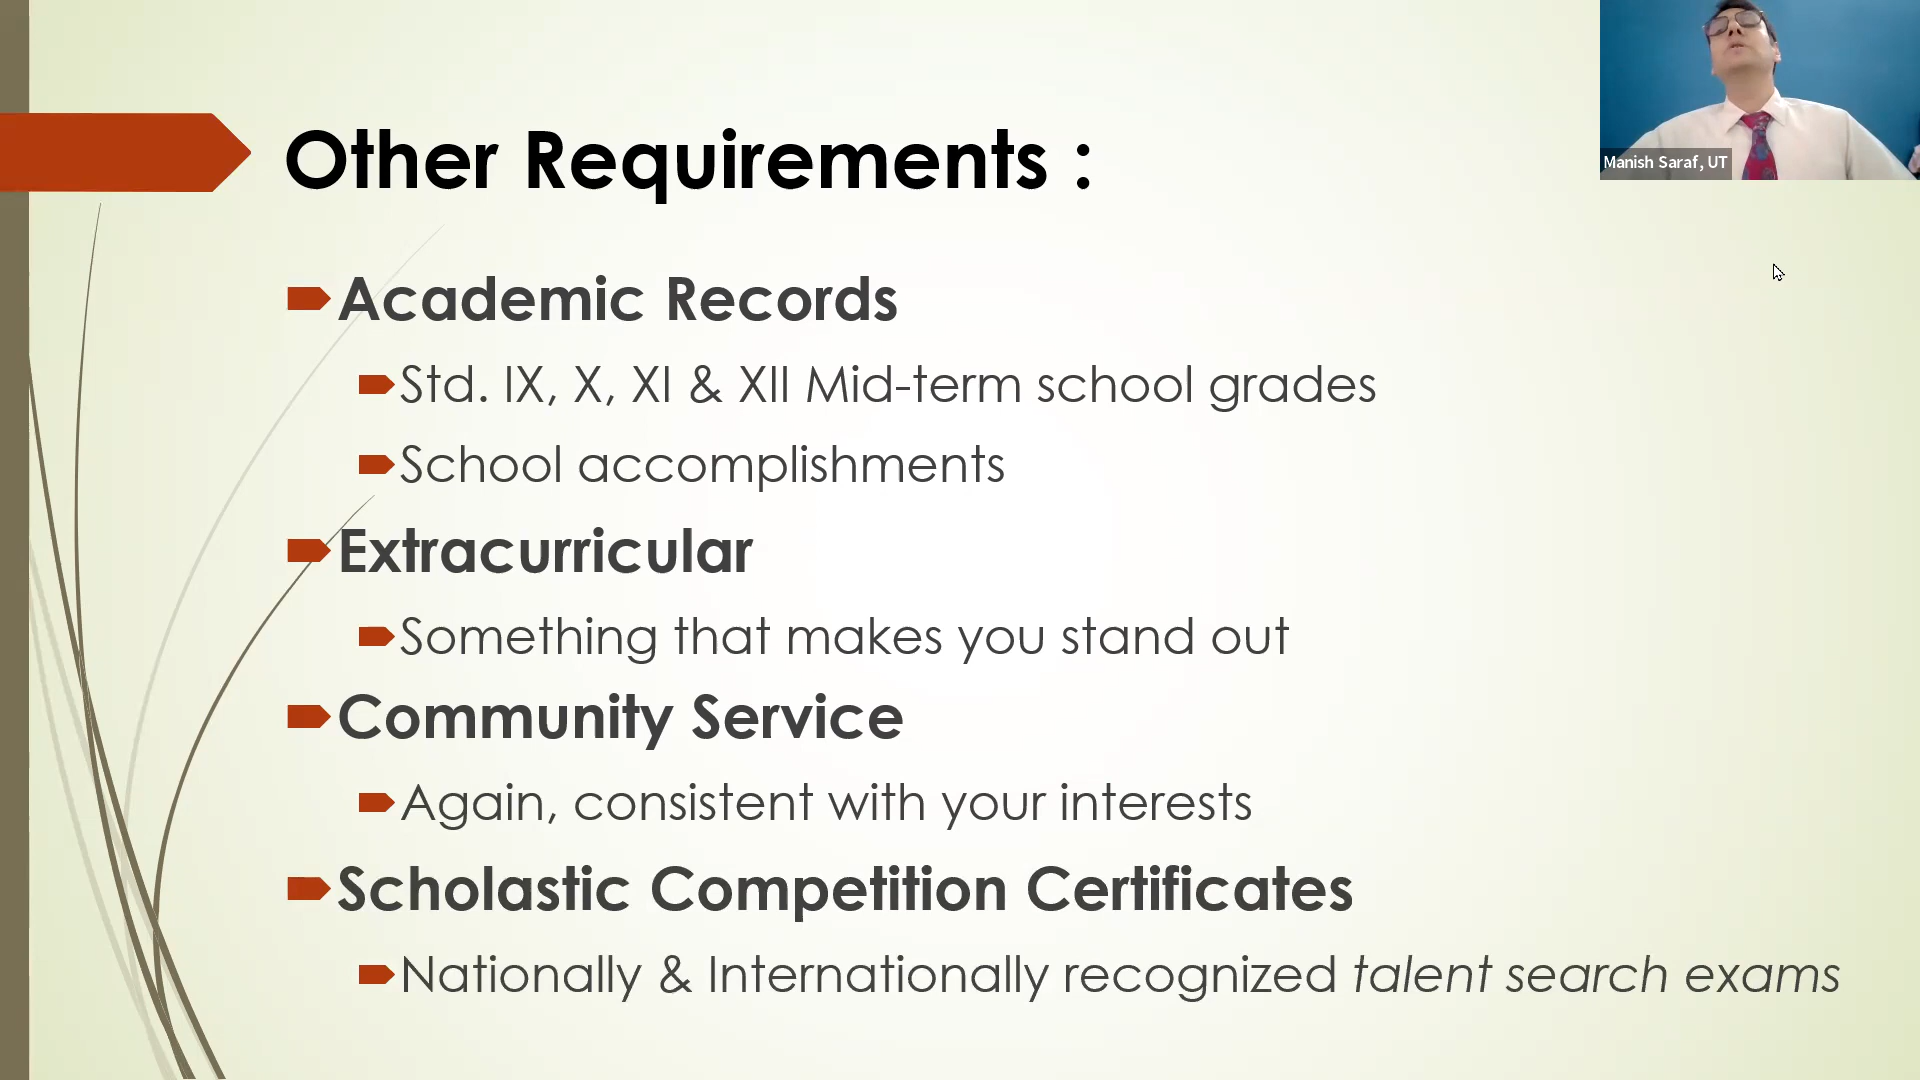 Other Requirements :
Manish Saraf, UT
Academic Records
Std. IX, X, XI & XII Mid-term school grades
School accomplishments
Extracurricular
Something that makes you stand out
Community Service
Again, consistent with your interests
Scholastic Competition Certificates
Nationally & Internationally recognized talent search exams